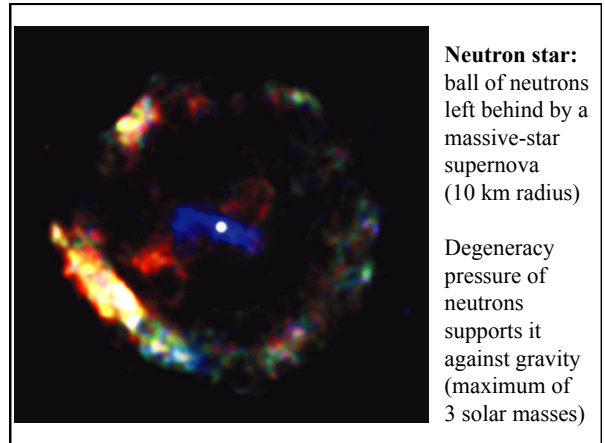 Neutron star:
ball of neutrons
left behind by a
massive-star
supernova
(10 km radius)
Degeneracy
pressure of
neutrons
supports it
against gravity
(maximum of
3 solar masses)